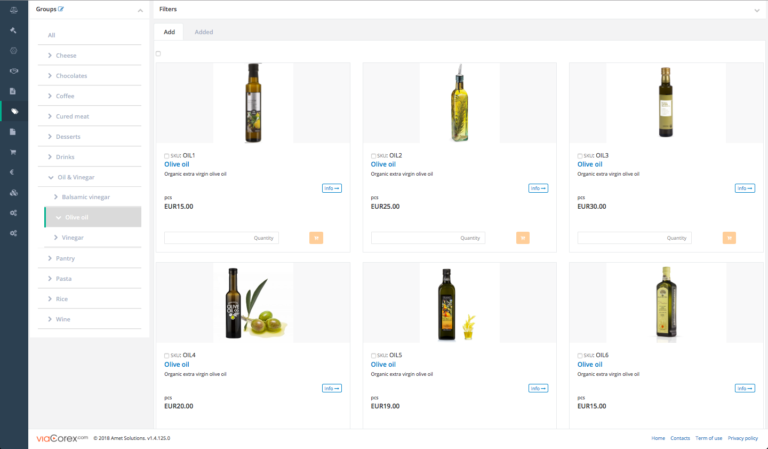 Groups
Filters
All
Cheese
Chocolates
Coffee
Cured meat
Desserts
Drinks
Oil & Vinegar
Balsamic vinegar
Olive oil
Vinegar
Pantry
Pasta
Rice
Wine
Add Added
SKU: OIL1
Olive oil
Organic extra virgin olive oil
Info
pcs
EUR15.00
Quantity
SKU: OIL2
Olive oil
Organic extra virgin olive oil
Info
pcs
EUR25.00
Quantity
SKU: OIL3
Olive oil
Organic extra virgin olive oil
Info
pcs
EUR30.00
Quantity
OLIVE
OIL
SKU: OIL4
Olive oil
Organic extra virgin olive oil
Info
pcs
EUR20.00
SKU: OIL5
Olive oil
Organic extra virgin olive oil
Info
pcs
EUR19.00
SKU: OIL6
Olive oil
Organic extra virgin olive oil
Info
pcs
EUR15.00
viaCorex.com © 2018 Amet Solutions. v1.4.125.0
Home Contacts Term of use Privacy policy